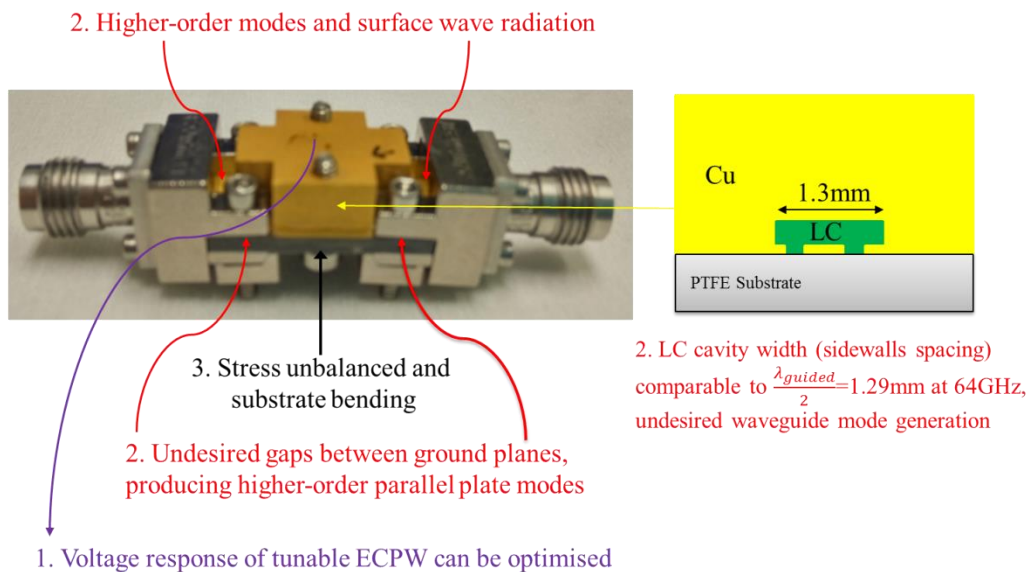 2. Higher-order modes and surface wave radiation
Cu
1.3mm
LC
PTFE Substrate
3. Stress unbalanced and
substrate bending
2. LC cavity width (sidewalls spacing)
comparable to λguided/2=1.29mm at 64GHz,
undesired waveguide mode generation
2. Undesired gaps between ground planes,
producing higher-order parallel plate modes
1. Voltage response of tunable ECPW can be optimised